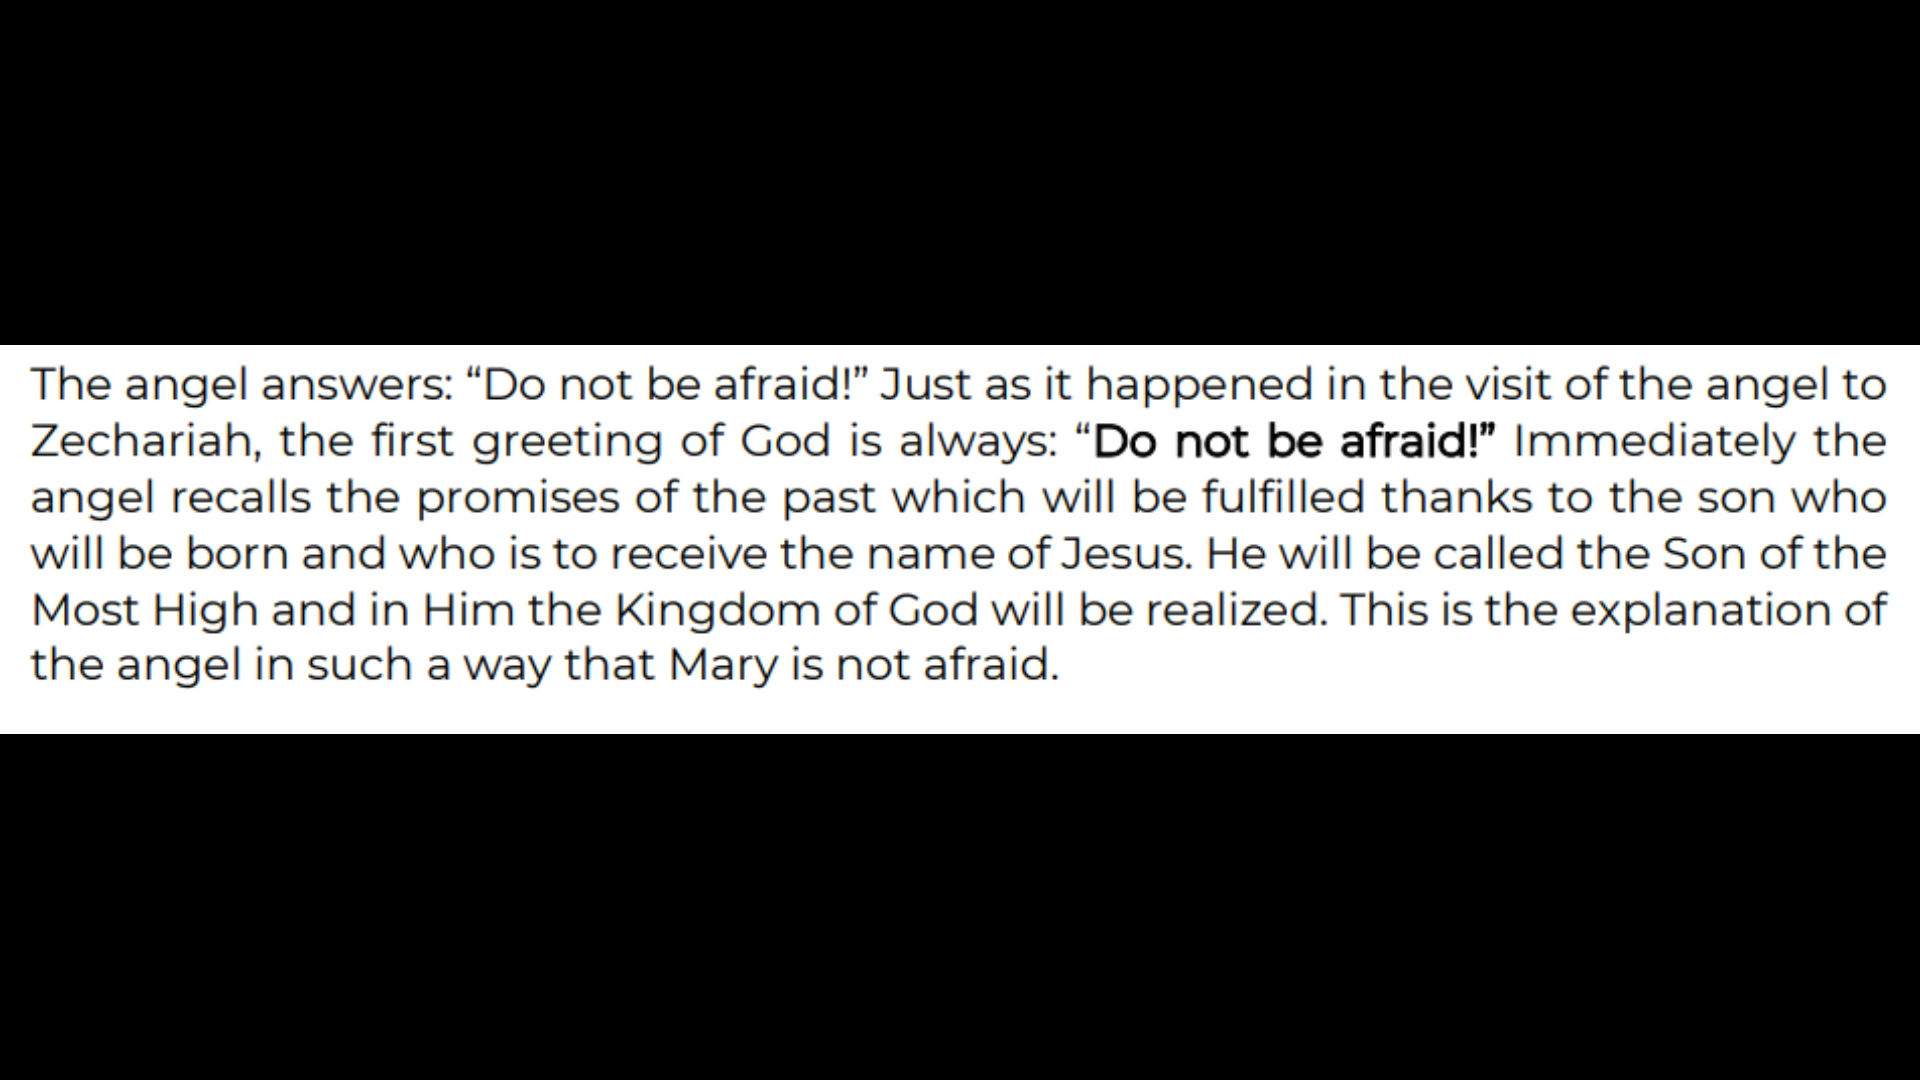 The angel answers: “Do not be afraid!” Just as it happened in the visit of the angel to
Zechariah, the first greeting of God is always: “Do not be afraid!” Immediately the
angel recalls the promises of the past which will be fulfilled thanks to the son who
will be born and who is to receive the name of Jesus. He will be called the Son of the
Most High and in Him the Kingdom of God will be realized. This is the explanation of
the angel in such a way that Mary is not afraid.